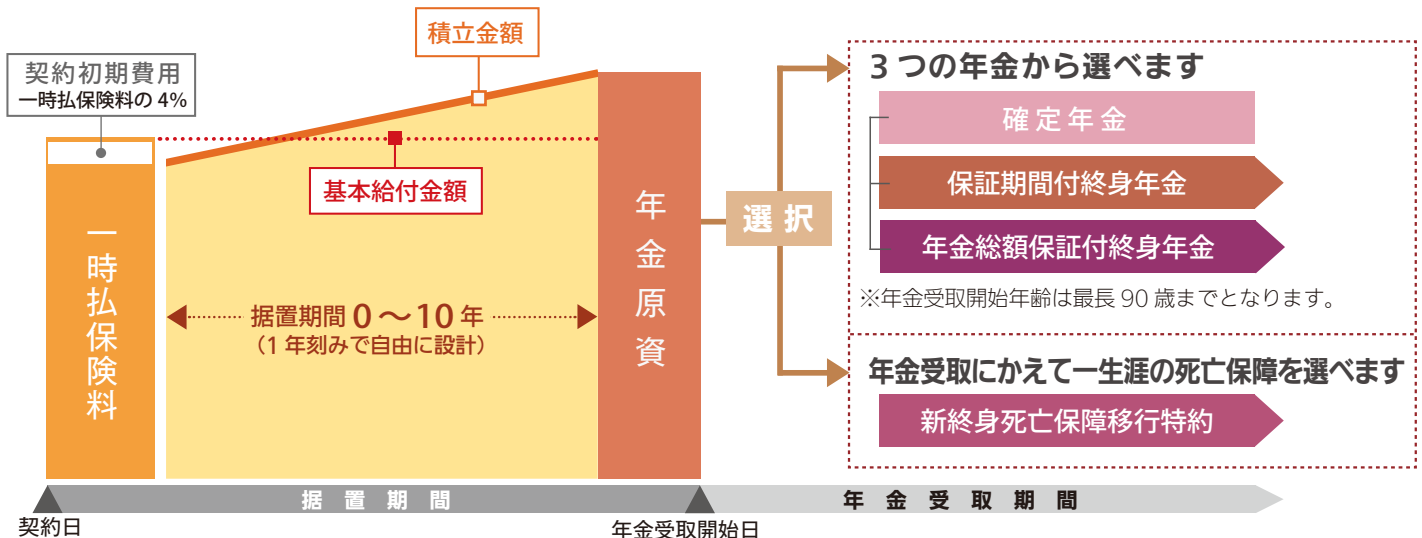 積立金額
契約初期費用
一時払保険料の4%
基本給付金額
一時払保険料
据置期間 0～10年
（1年刻みで自由に設計）
年金原資
選択
3つの年金から選べます
確定年金
保証期間付終身年金
年金総額保証付終身年金
※年金受取開始年齢は最長90歳までとなります。
年金受取にかえて一生涯の死亡保障を選べます
新終身死亡保障移行特約
据置期間
年金受取期間
契約日
年金受取開始日